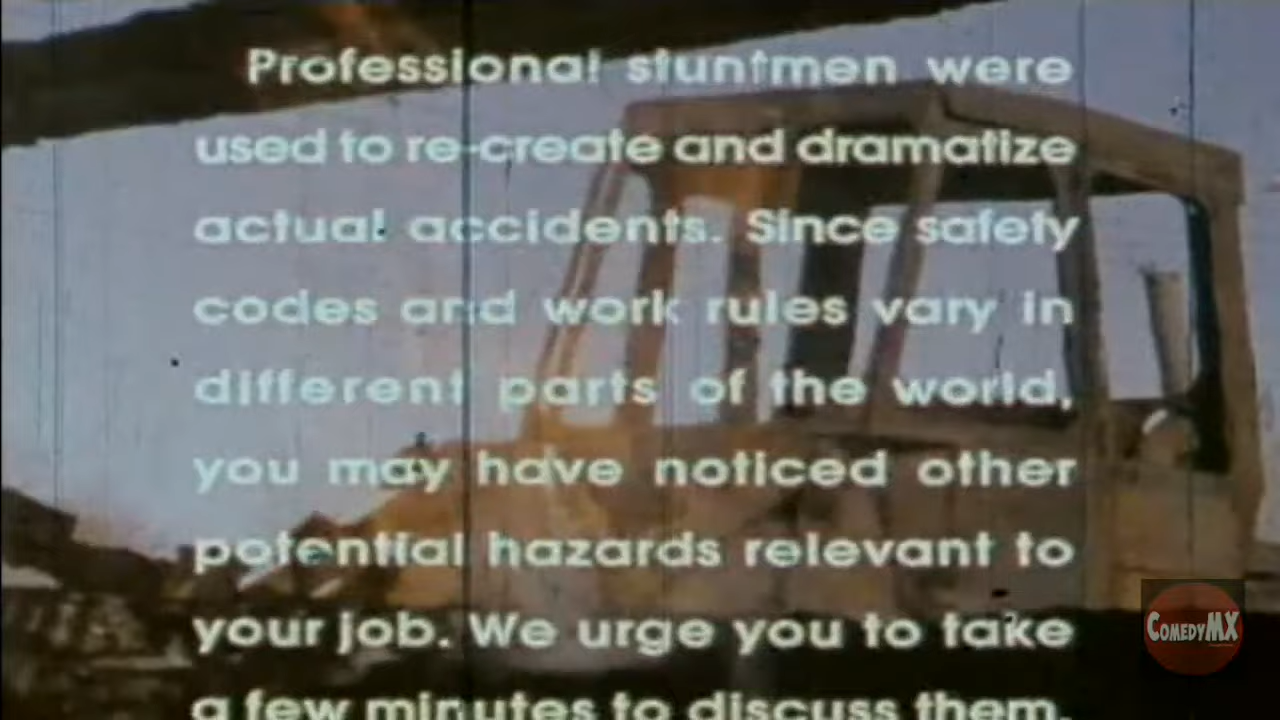 Professional stuntmen were
used to re-create and dramatize
actual accidents. Since safety
codes and work rules vary in
different parts of the world,
you may have noticed other
potential hazards relevant to
your job. We urge you to take
a few minutes to discuss them.
COMEDYMX